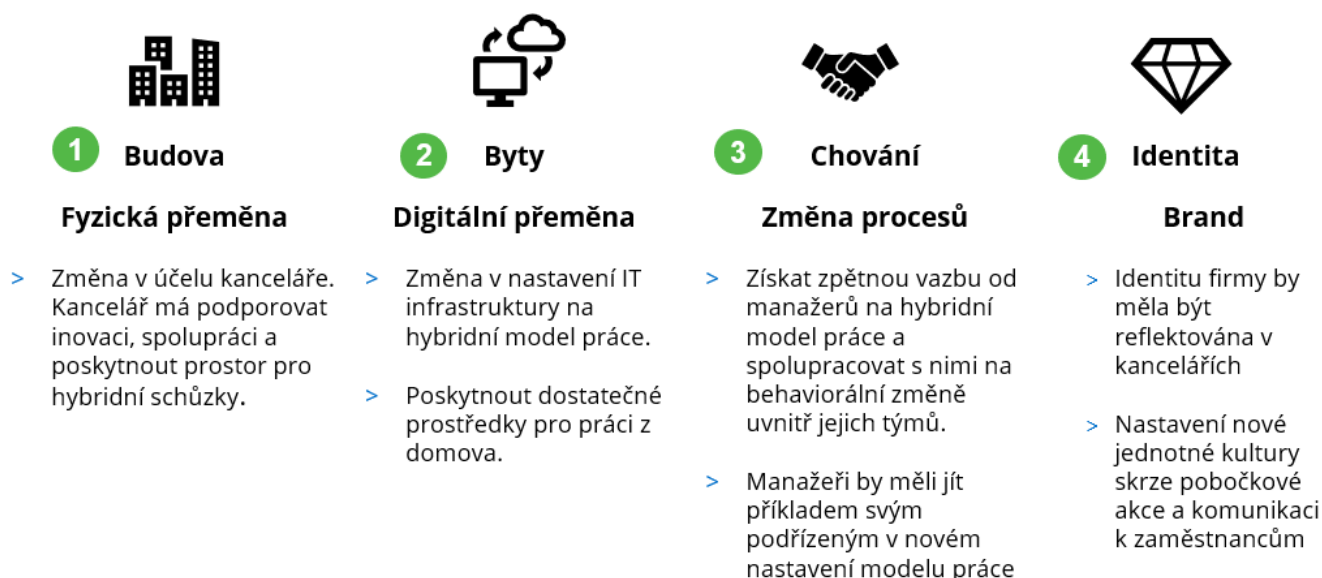 1 Budova
Fyzická přeměna
> Změna v účelu kanceláře.
Kancelář má podporovat
inovaci, spolupráci a
poskytnout prostor pro
hybridní schůzky.
2 Byty
Digitální přeměna
> Změna v nastavení IT
infrastruktury na
hybridní model práce.
> Poskytnout dostatečné
prostředky pro práci z
domova.
3 Chování
Změna procesů
> Získat zpětnou vazbu od
manažerů na hybridní
model práce a
spolupracovat s nimi na
behaviorální změně
uvnitř jejich týmů.
> Manažeři by měli jít
příkladem svým
podřízeným v novém
nastavení modelu práce
4 Identita
Brand
> Identitu firmy by
měla být
reflektována v
kancelářích
> Nastavení nové
jednotné kultury
skrze pobočkové
akce a komunikaci
k zaměstnancům